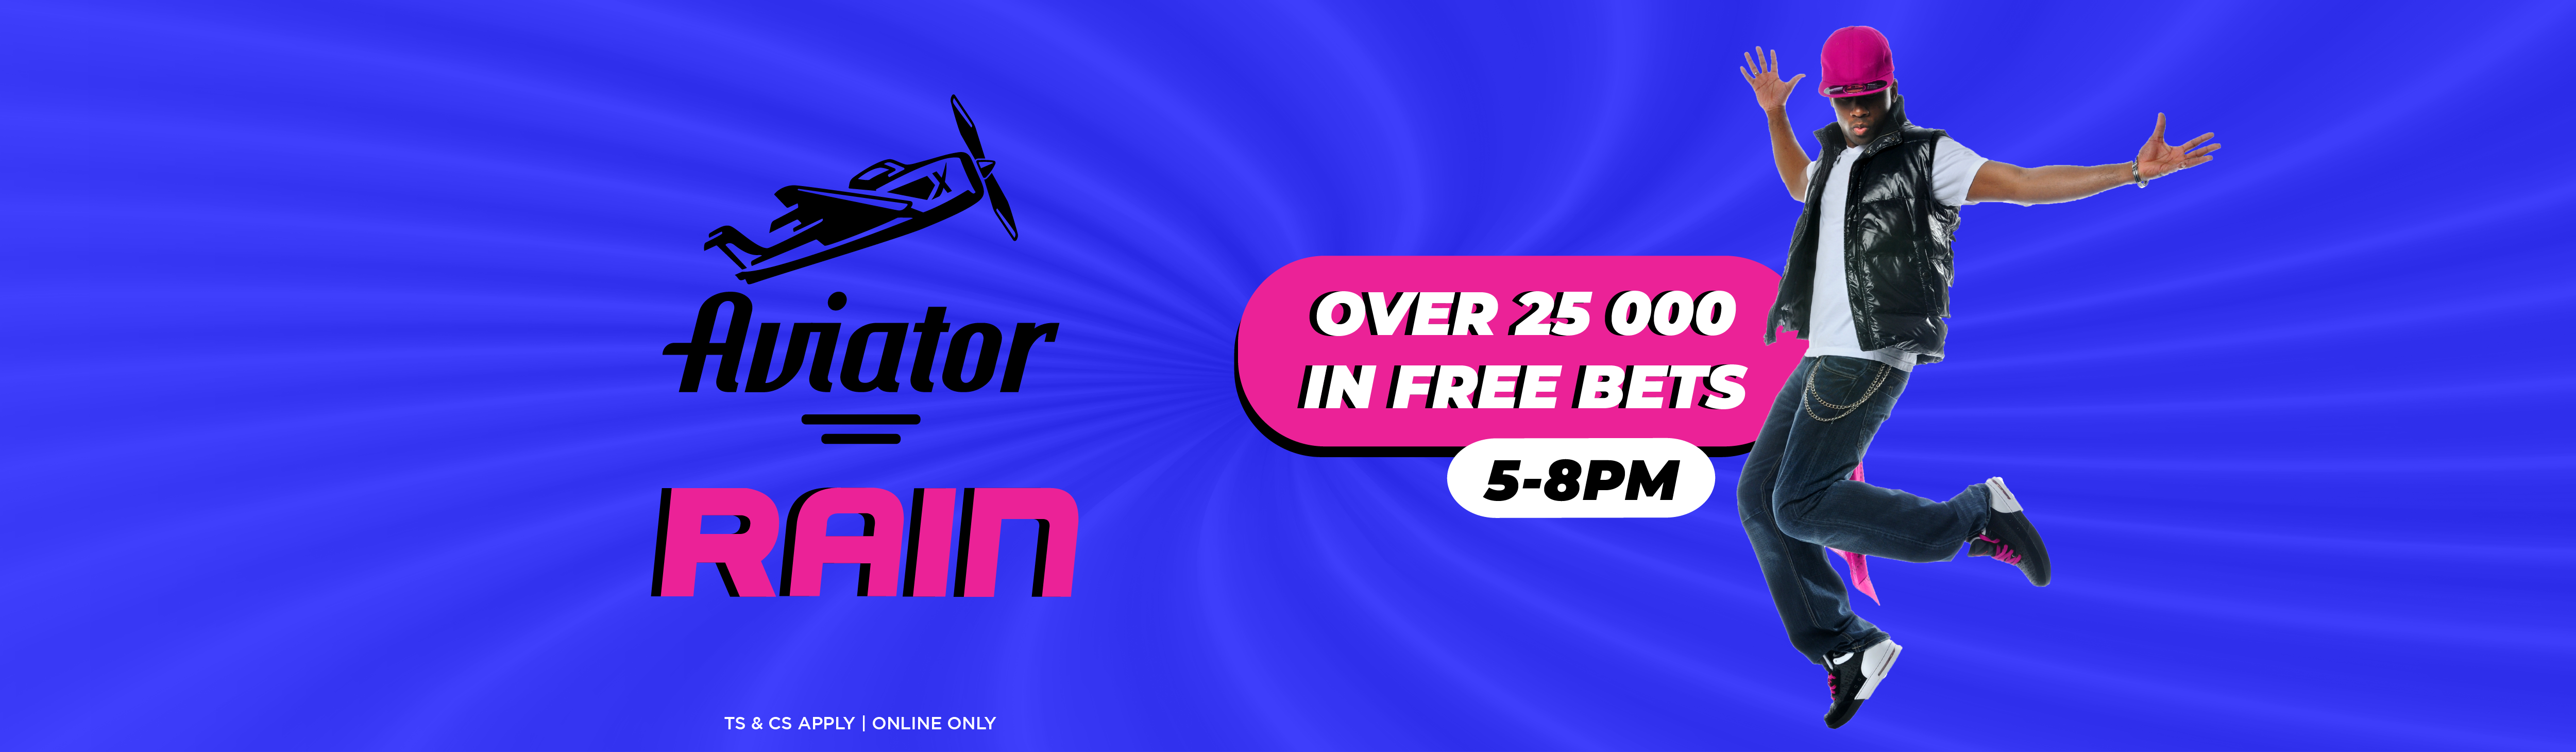 Aviator
RAIN
OVER 25 000
IN FREE BETS
5-8PM
TS & CS APPLY | ONLINE ONLY